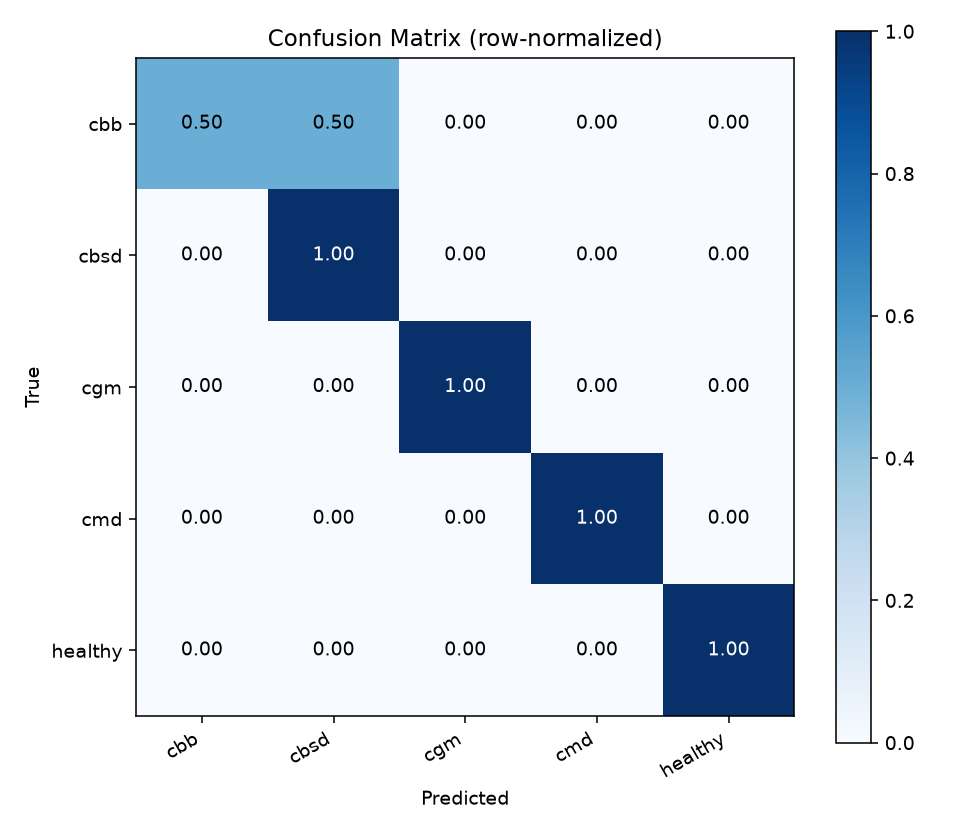 Confusion Matrix (row-normalized)
1.0
0.8
0.6
0.4
0.2
0.0
True
cbb 0.50 0.50 0.00 0.00 0.00
cbsd 0.00 1.00 0.00 0.00 0.00
cgm 0.00 0.00 1.00 0.00 0.00
cmd 0.00 0.00 0.00 1.00 0.00
healthy 0.00 0.00 0.00 0.00 1.00
cbb cbsd cgm cmd healthy
Predicted